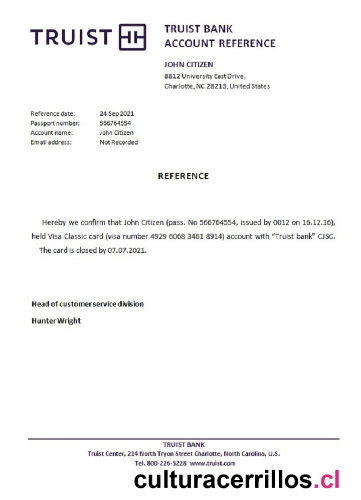 TRUIST
TRUIST BANK
ACCOUNT REFERENCE
JOHN CITIZEN
8812 University East Drive,
Charlotte, NC 28213, United States
Reference date: 24 Sep 2021
Passport number: 566764554
Account name: John Citizen
Email address: Not Recorded
REFERENCE
Hereby we confirm that John Citizen (pass. No 566764554, issued by 0012 on 16.12.16),
held Visa Classic card (visa number 4929 6068 3461 8914) account with "Truist bank" CJSC.
The card is closed by 07.07.2021.
Head of customer service division
Hunter Wright
TRUIST BANK
Truist Center, 214 North Tryon Street Charlotte, North Carolina, U.S.
Tel. 800-226-5228 www.truist.com
culturacerrillos.cl